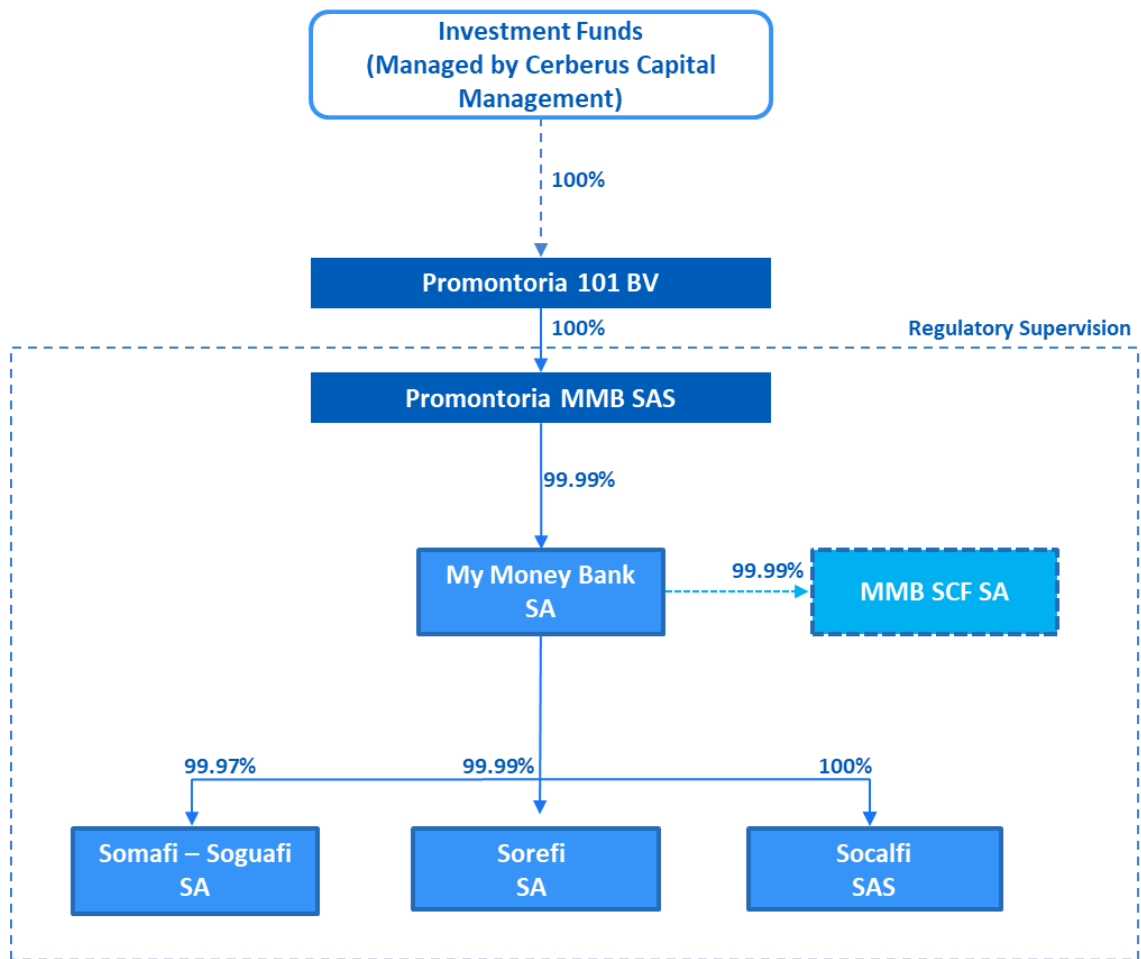 Investment Funds
(Managed by Cerberus Capital
Management)
100%
Promontoria 101 BV
100%
Regulatory Supervision
Promontoria MMB SAS
99.99%
My Money Bank
SA
99.99%
MMB SCF SA
99.97%
99.99%
100%
Somafi – Soguafi
SA
Sorefi
SA
Socalfi
SAS